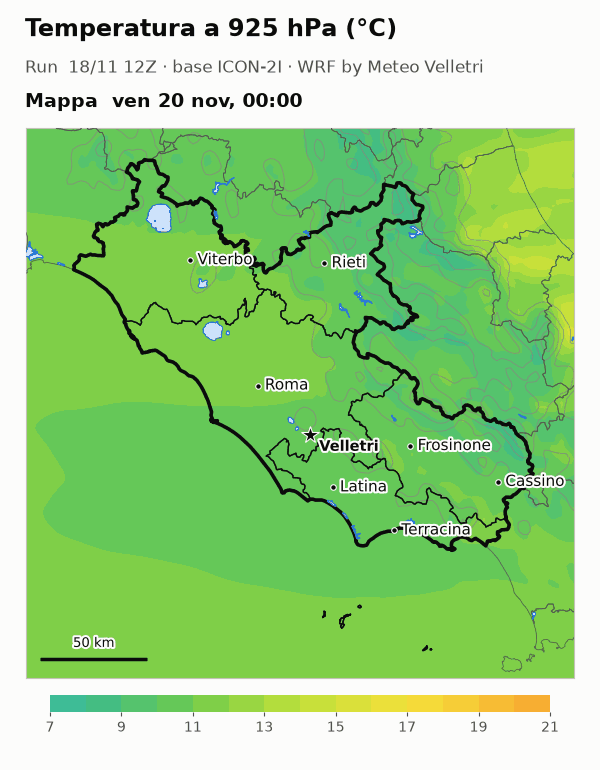 Temperatura a 925 hPa (°C)
Run  18/11 12Z · base ICON-2I · WRF by Meteo Velletri
Mappa  ven 20 nov, 00:00
Viterbo
Rieti
Roma
Velletri
Frosinone
Cassino
Latina
Terracina
50 km
7 9 11 13 15 17 19 21